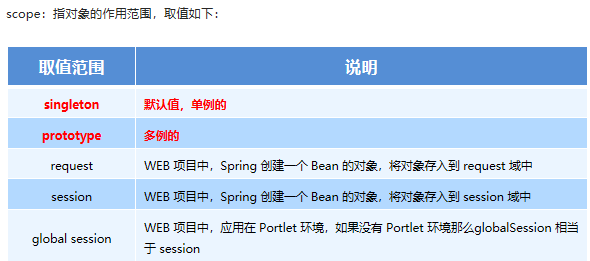 scope：指对象的作用范围，取值如下：
取值范围 说明
singleton 默认值，单例的
prototype 多例的
request WEB 项目中，Spring 创建一个 Bean 的对象，将对象存入到 request 域中
session WEB 项目中，Spring 创建一个 Bean 的对象，将对象存入到 session 域中
global session WEB 项目中，应用在 Portlet 环境，如果没有 Portlet 环境那么globalSession 相当
于 session